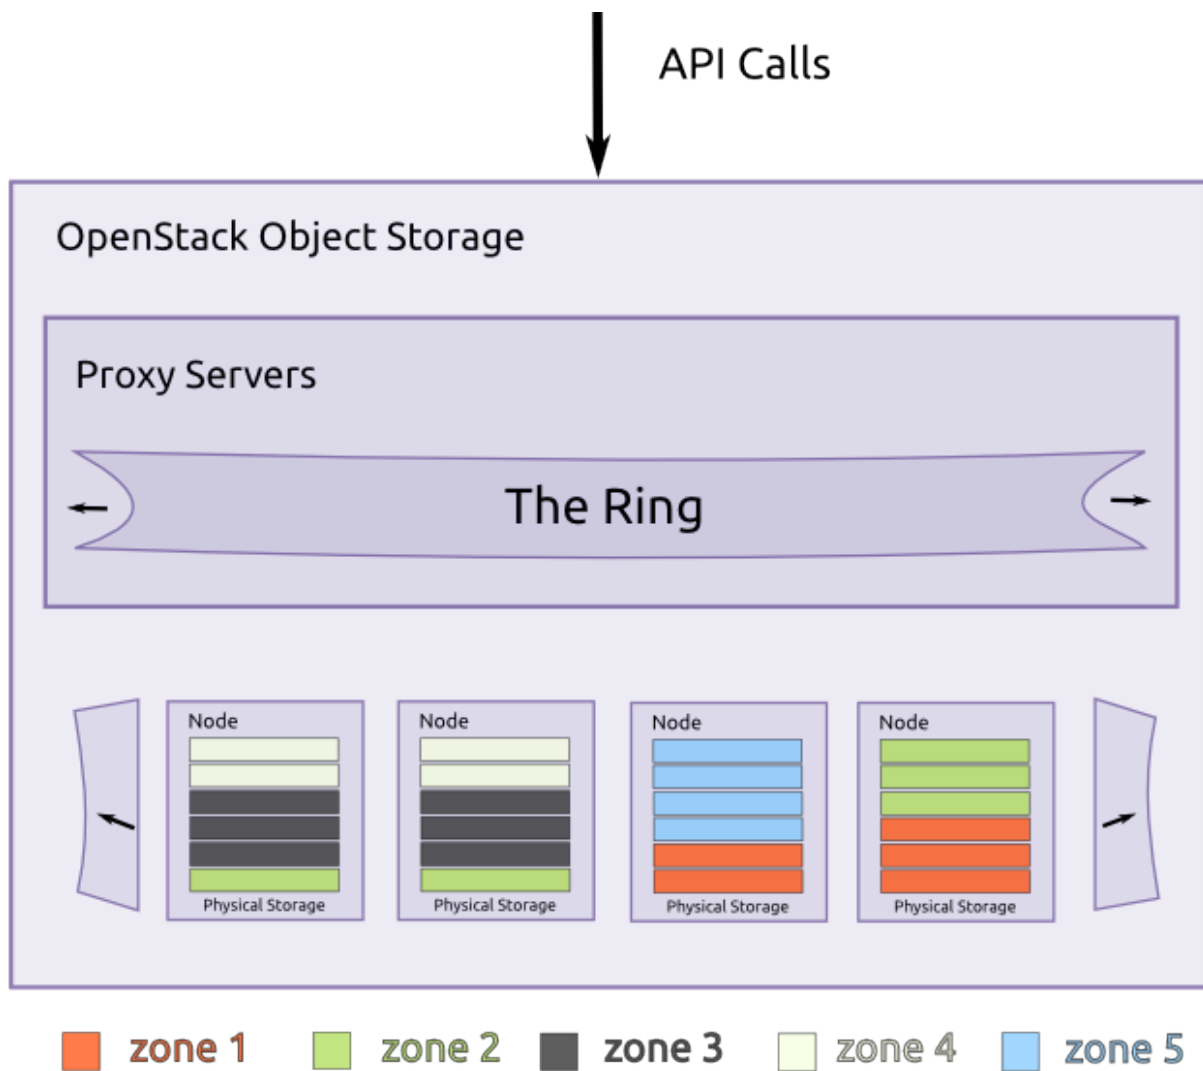 API Calls
OpenStack Object Storage
Proxy Servers
The Ring
Node
Node
Node
Node
Physical Storage
Physical Storage
Physical Storage
Physical Storage
zone 1
zone 2
zone 3
zone 4
zone 5